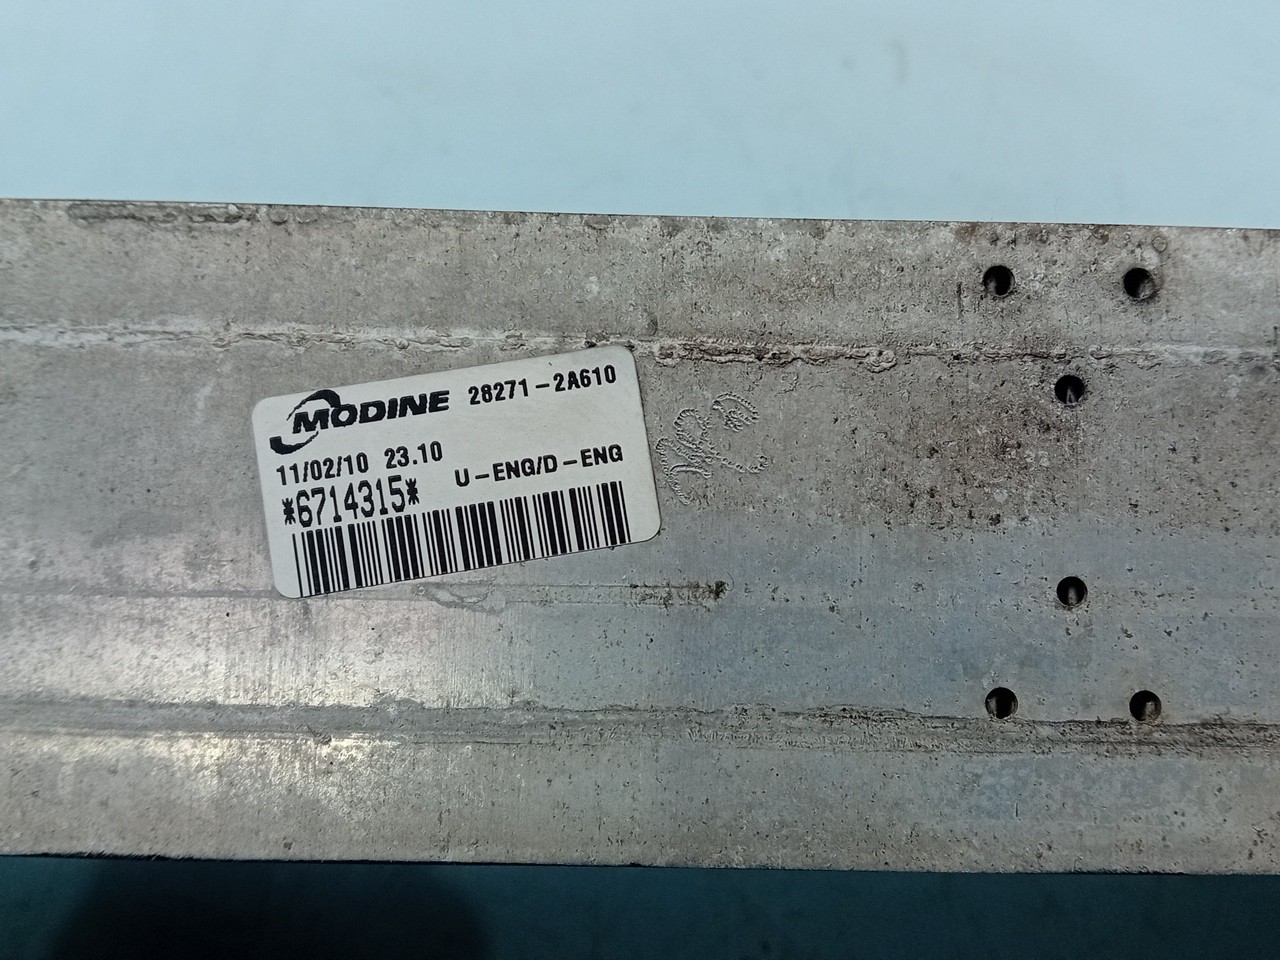 MODINE 28271-2A610
11/02/10 23.10
U-ENG/D-ENG
*6714315*